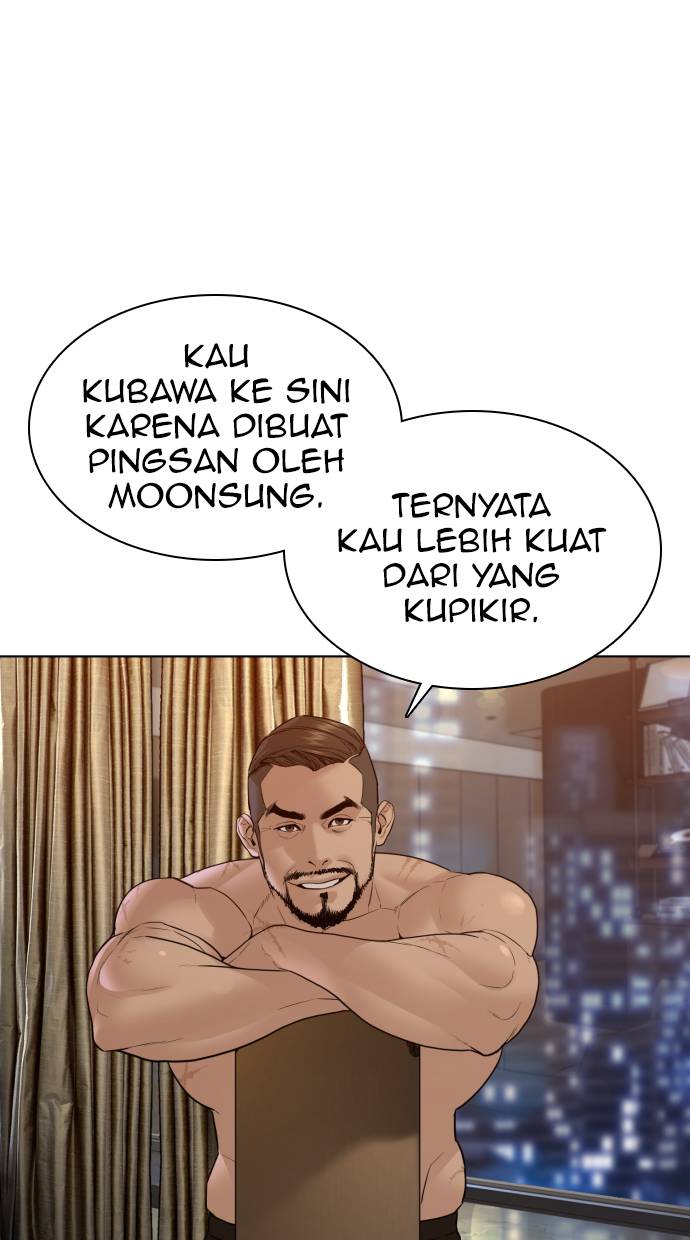 KAU
KUBAWA KE SINI
KARENA DIBUAT
PINGSAN OLEH
MOONSUNG.
TERNYATA
KAU LEBIH KUAT
DARI YANG
KUPIKIR.